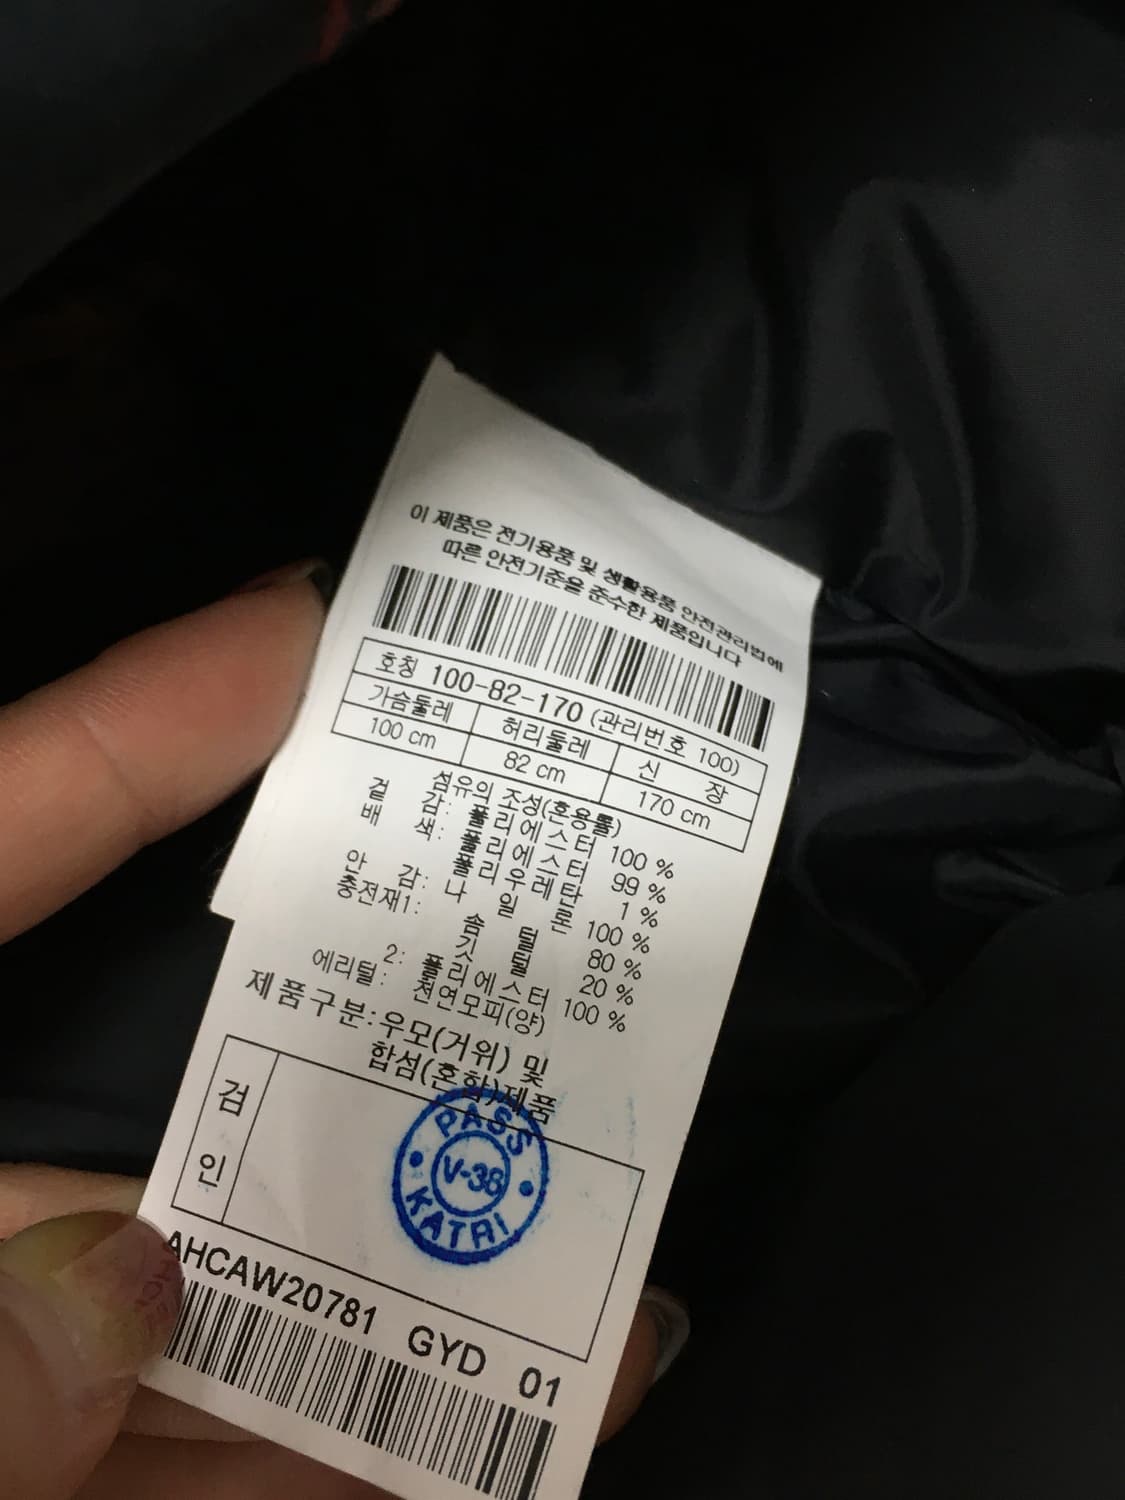 이 제품은 전기용품 및 생활용품 안전관리법에
따른 안전기준을 준수한 제품입니다
호칭 100-82-170 (관리번호 100)
가슴둘레 허리둘레 신 장
100 cm 82 cm 170 cm
섬유의 조성(혼용률)
겉 감: 폴리에스터 100 %
배 색: 폴리에스터 99 %
폴리우레탄 1 %
안 감: 나 일 론 100 %
충전재1: 솜 털 80 %
깃 털 20 %
2: 폴리에스터 100 %
에리털: 천연모피(양)
제품구분:우모(거위) 및
합섬(혼합)제품
검
인
PASS
V-38
KATRI
AHCAW20781 GYD 01